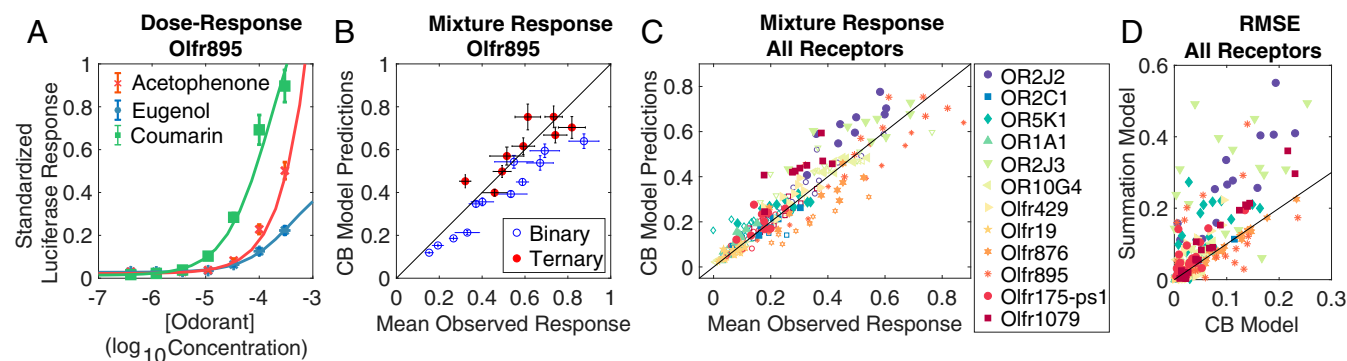 A
Dose-Response
Olfr895
Acetophenone
Eugenol
Coumarin
Standardized
Luciferase Response
1
0.8
0.6
0.4
0.2
0
-7 -6 -5 -4 -3
[Odorant]
(log10Concentration)
B
Mixture Response
Olfr895
CB Model Predictions
1
0.8
0.6
0.4
0.2
0
Binary
Ternary
0 0.2 0.4 0.6 0.8 1
Mean Observed Response
C
Mixture Response
All Receptors
CB Model Predictions
0.8
0.6
0.4
0.2
0
0 0.2 0.4 0.6 0.8
Mean Observed Response
OR2J2
OR2C1
OR5K1
OR1A1
OR2J3
OR10G4
Olfr429
Olfr19
Olfr876
Olfr895
Olfr175-ps1
Olfr1079
D
RMSE
All Receptors
Summation Model
0.6
0.4
0.2
0
0 0.1 0.2 0.3
CB Model